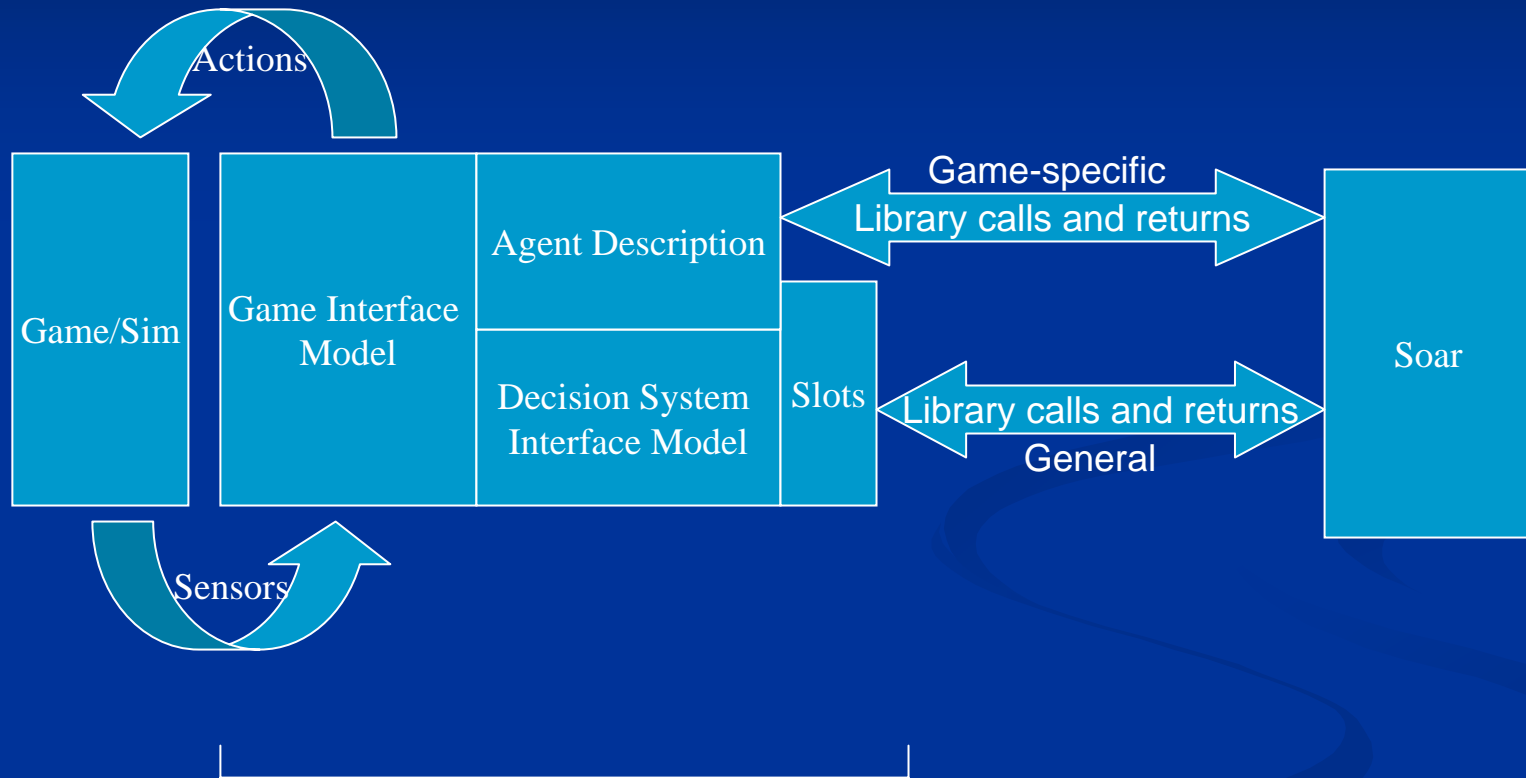 Actions
Game/Sim
Game Interface
Model
Agent Description
Decision System
Interface Model
Slots
Game-specific
Library calls and returns
Library calls and returns
General
Soar
Sensors